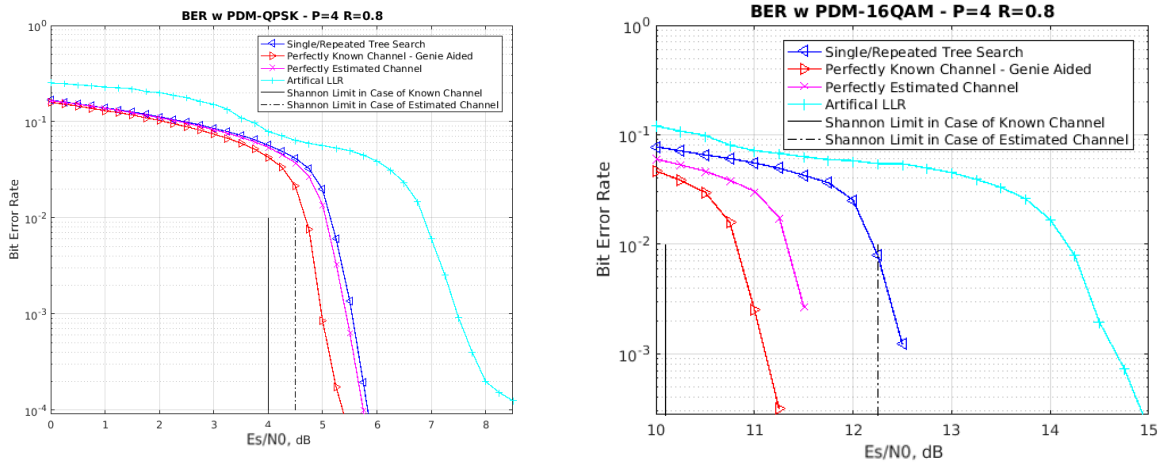 BER w PDM-QPSK - P=4 R=0.8
10^0
10^-1
10^-2
10^-3
10^-4
Bit Error Rate
Single/Repeated Tree Search
Perfectly Known Channel - Genie Aided
Perfectly Estimated Channel
Artifical LLR
Shannon Limit in Case of Known Channel
Shannon Limit in Case of Estimated Channel
0 1 2 3 4 5 6 7 8
Es/N0, dB
BER w PDM-16QAM - P=4 R=0.8
10^0
10^-1
10^-2
10^-3
Bit Error Rate
Single/Repeated Tree Search
Perfectly Known Channel - Genie Aided
Perfectly Estimated Channel
Artifical LLR
Shannon Limit in Case of Known Channel
Shannon Limit in Case of Estimated Channel
10 11 12 13 14 15
Es/N0, dB